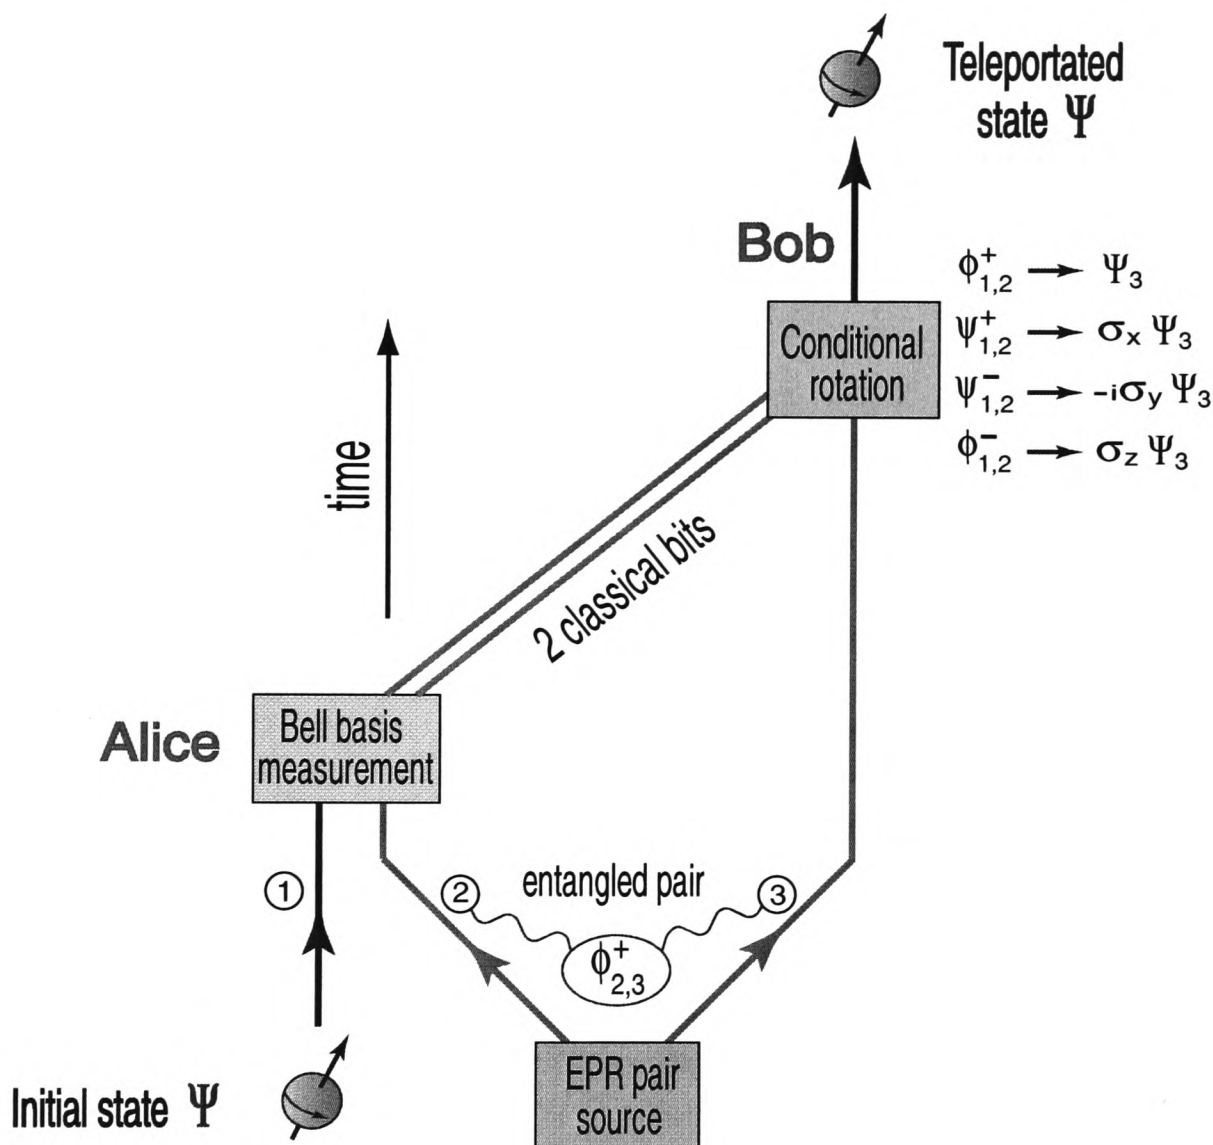 Teleportated
state Ψ
Bob
ϕ⁺₁,₂ → Ψ₃
Conditional
rotation
ψ⁺₁,₂ → σₓ Ψ₃
ψ⁻₁,₂ → -iσ_y Ψ₃
ϕ⁻₁,₂ → σ_z Ψ₃
time
2 classical bits
Alice
Bell basis
measurement
1
2
entangled pair
3
ϕ⁺₂,₃
Initial state Ψ
EPR pair
source